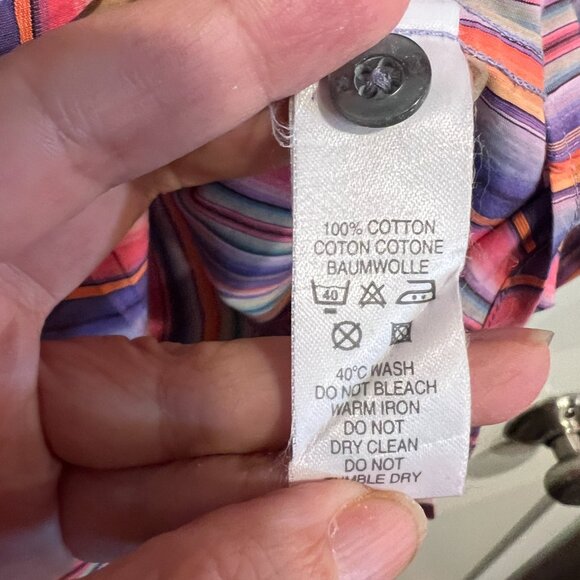 100% COTTON
COTON COTONE
BAUMWOLLE
40
40°C WASH
DO NOT BLEACH
WARM IRON
DO NOT
DRY CLEAN
DO NOT
TUMBLE DRY